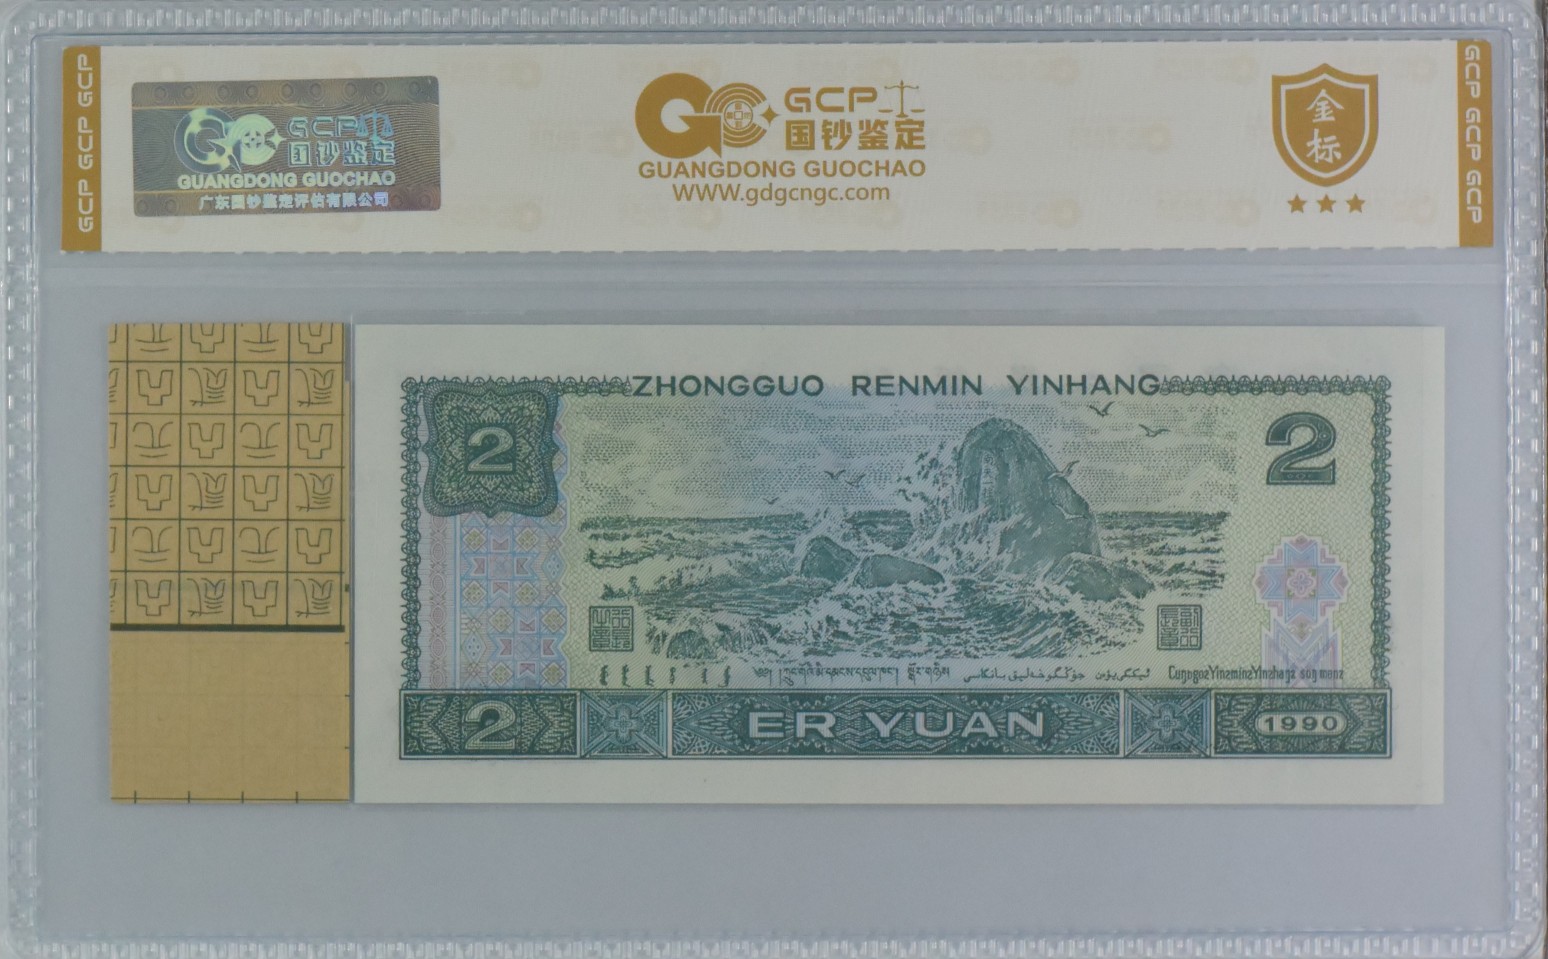 GCP GCP GCP
GCP 国钞鉴定
GUANGDONG GUOCHAO
广东国钞鉴定评估有限公司
GCP
国钞鉴定
GUANGDONG GUOCHAO
WWW.gdgcngc.com
金
标
GCP GCP GCP
ZHONGGUO RENMIN YINHANG
2
2
2
ER YUAN
1990